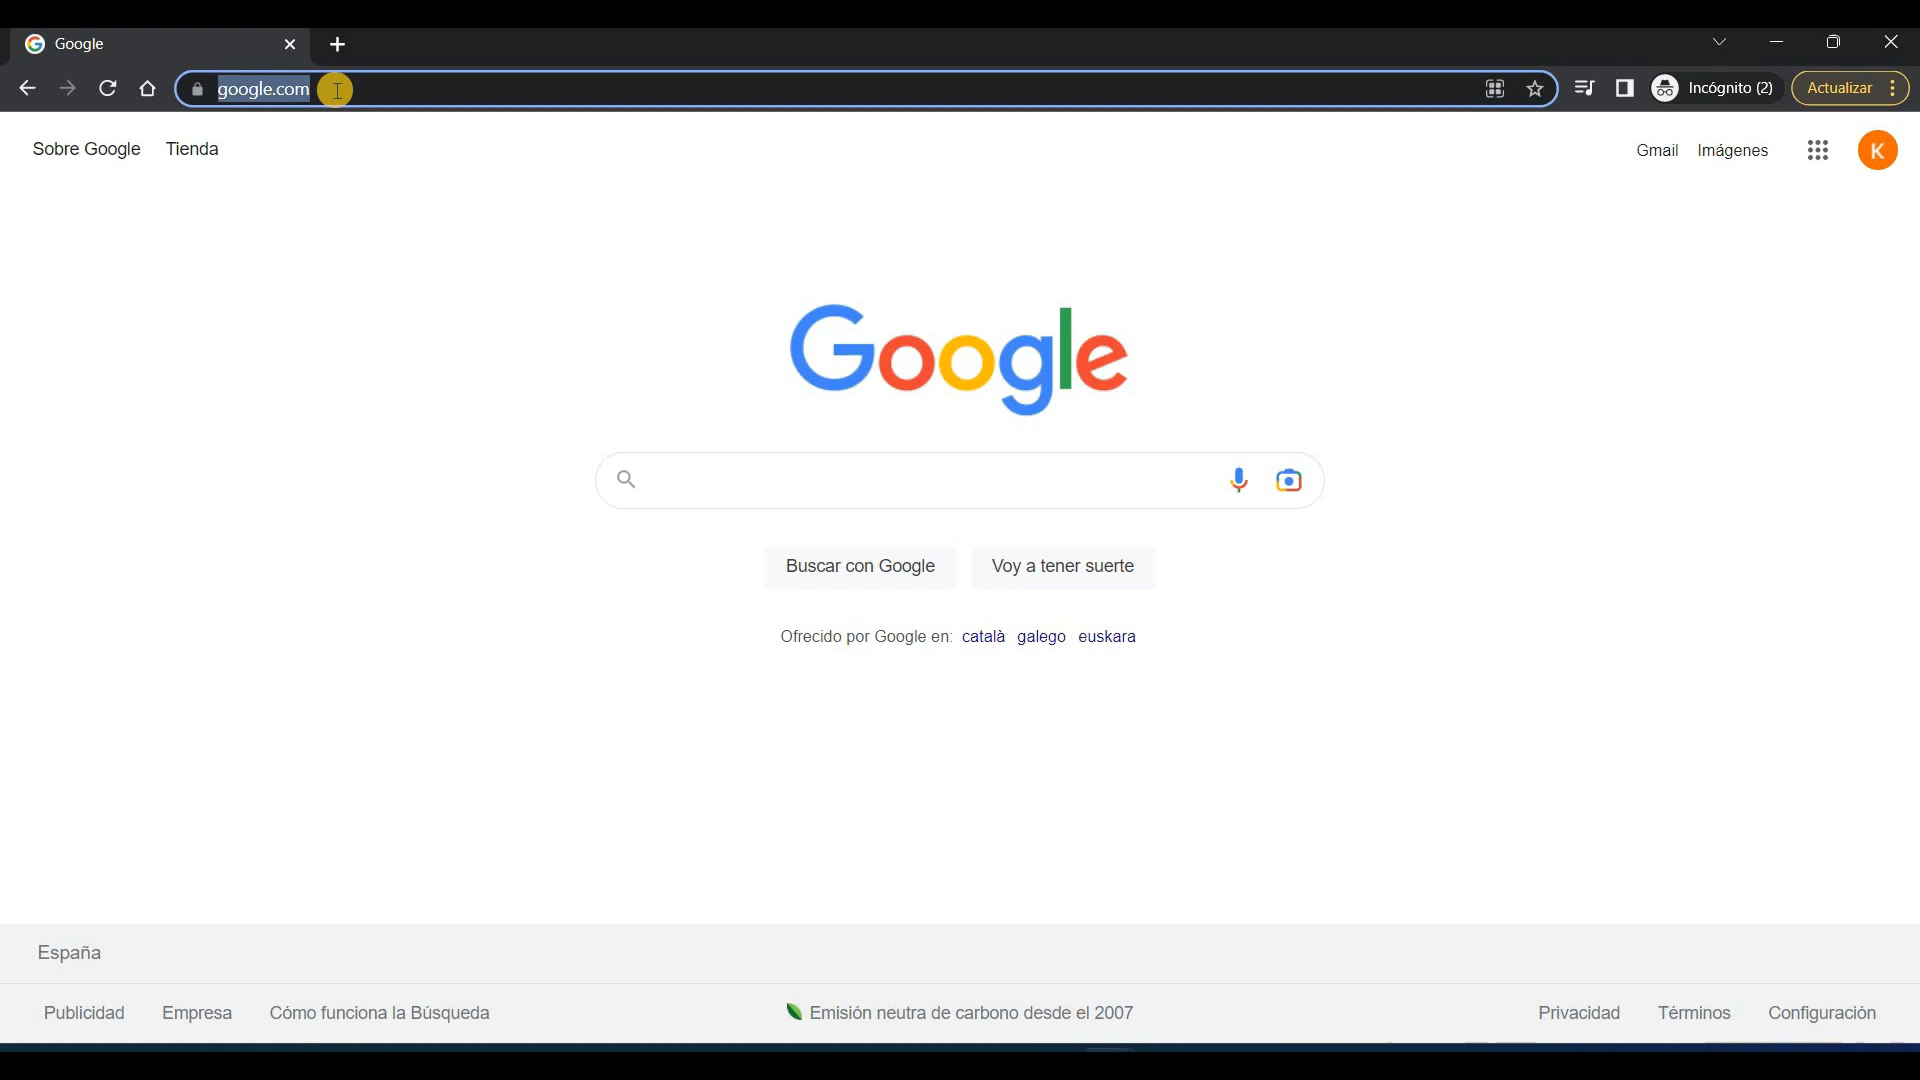 Google
google.com
Incógnito (2)
Actualizar
Sobre Google Tienda
Gmail Imágenes
K
Google
Buscar con Google Voy a tener suerte
Ofrecido por Google en: català galego euskara
España
Publicidad Empresa Cómo funciona la Búsqueda
Emisión neutra de carbono desde el 2007
Privacidad Términos Configuración